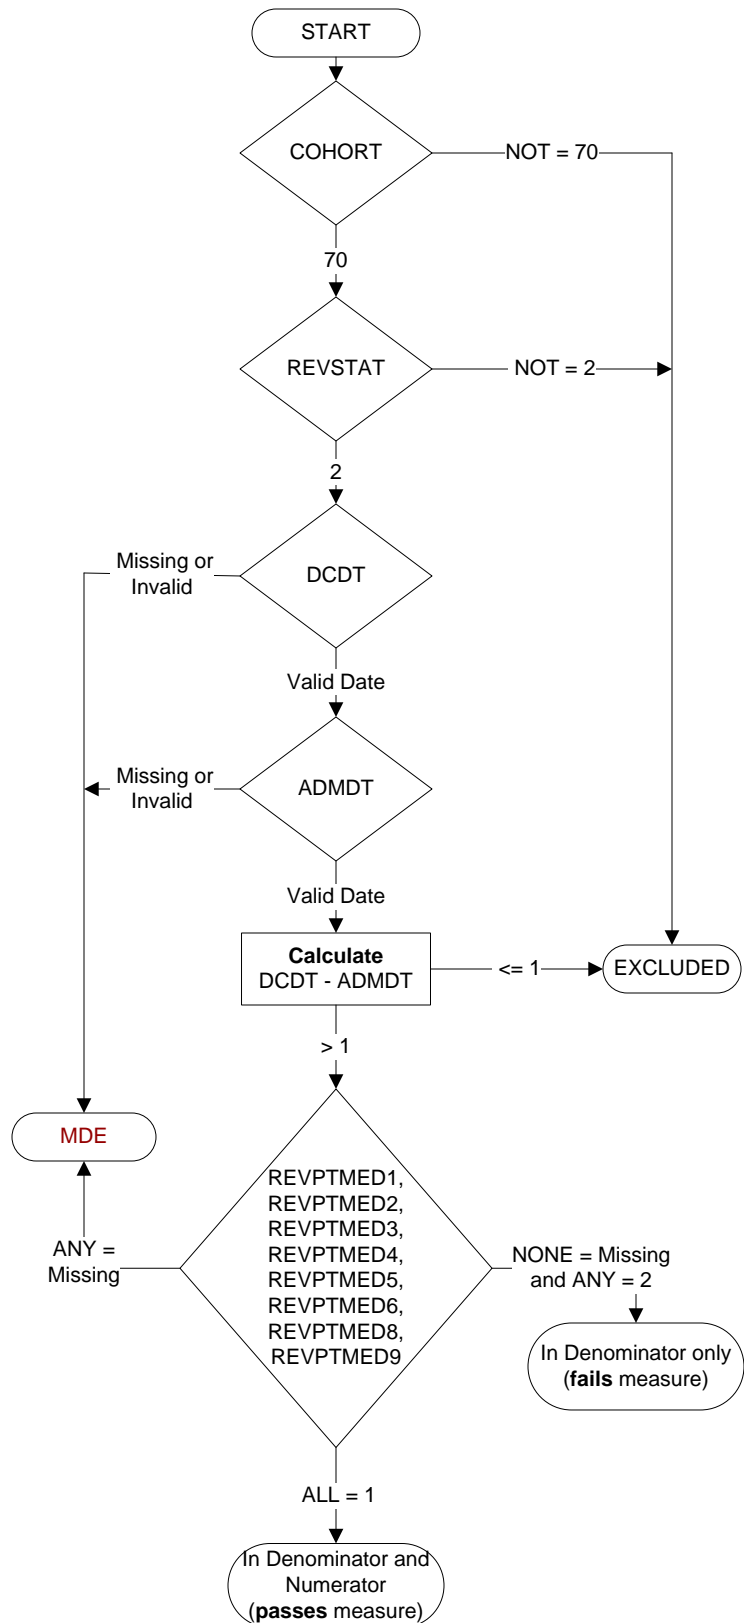 START
COHORT
NOT = 70
70
REVSTAT
NOT = 2
2
Missing or
Invalid
DCDT
Valid Date
Missing or
Invalid
ADMDT
Valid Date
Calculate
DCDT - ADMDT
<= 1
EXCLUDED
> 1
MDE
REVPTMED1,
REVPTMED2,
REVPTMED3,
REVPTMED4,
REVPTMED5,
REVPTMED6,
REVPTMED8,
REVPTMED9
ANY =
Missing
NONE = Missing
and ANY = 2
In Denominator only
(fails measure)
ALL = 1
In Denominator and
Numerator
(passes measure)